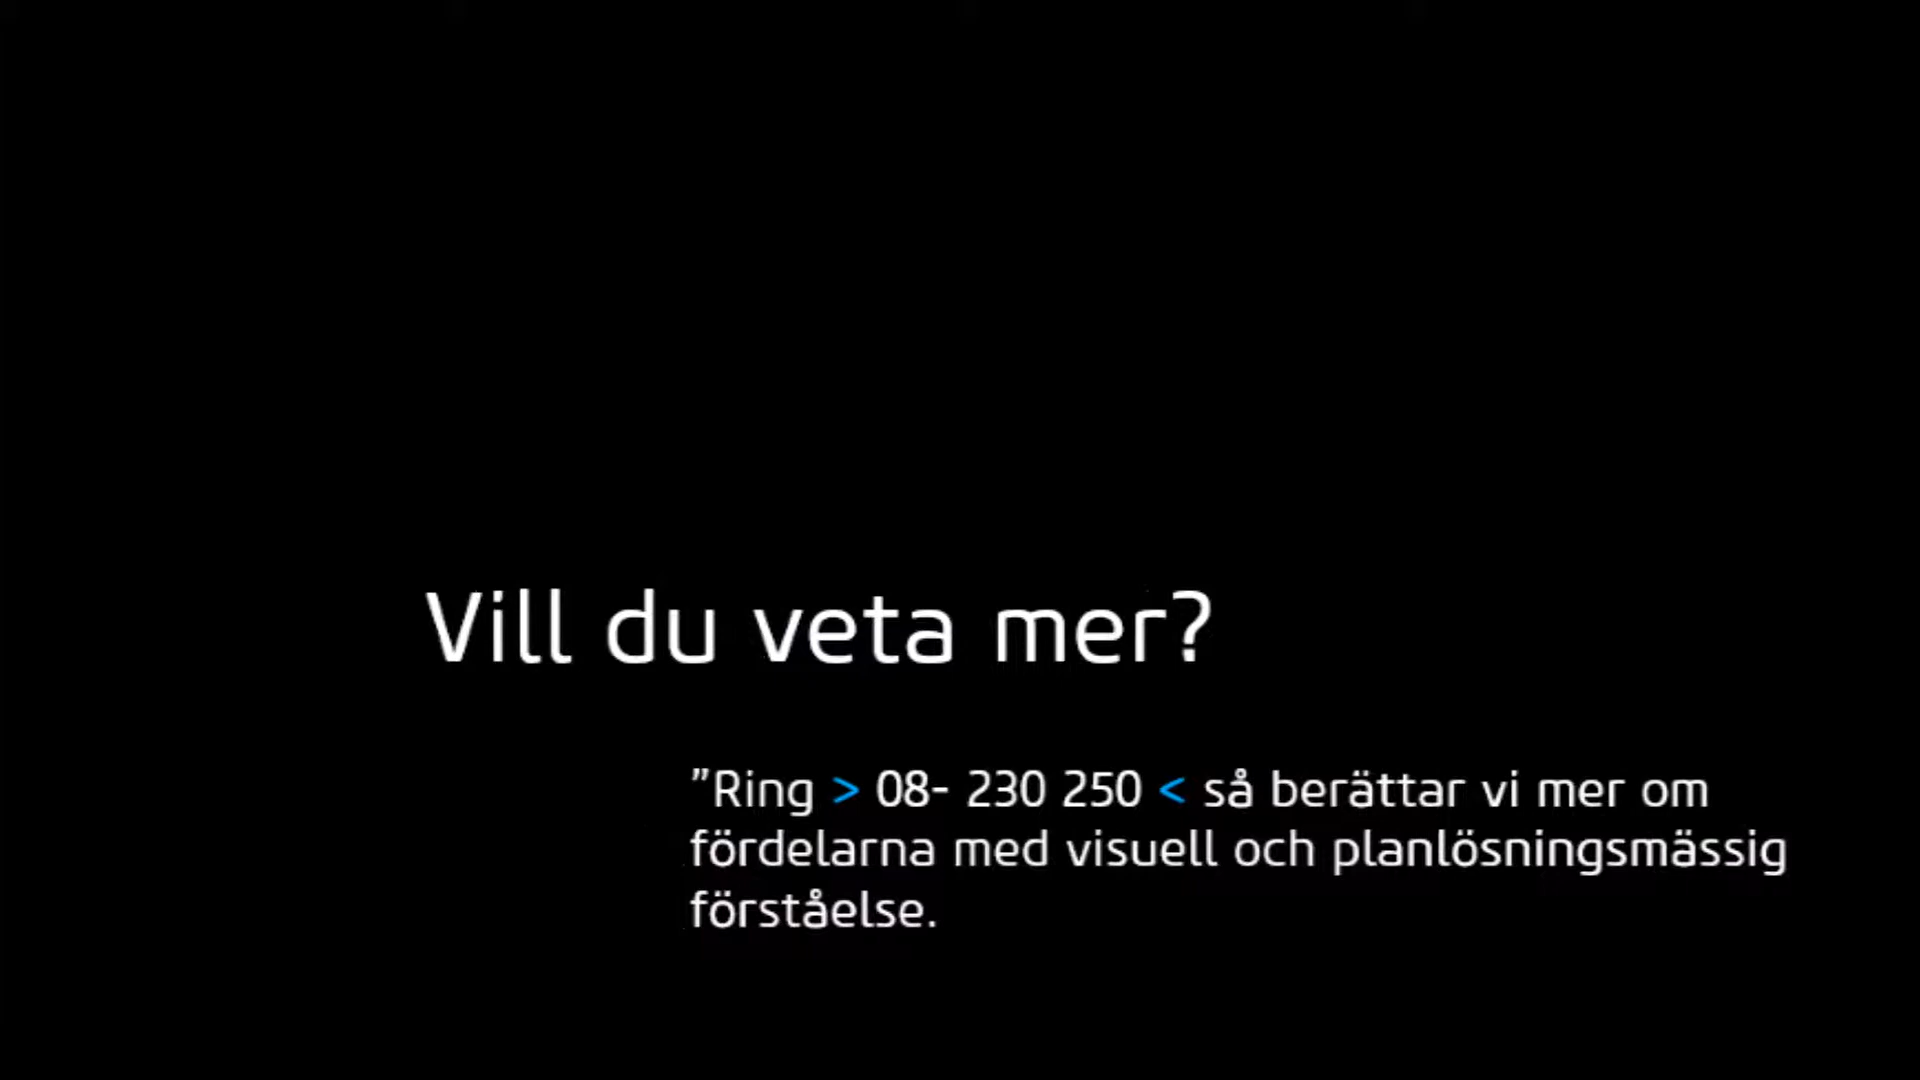 Vill du veta mer?
”Ring > 08- 230 250 < så berättar vi mer om
fördelarna med visuell och planlösningsmässig
förståelse.